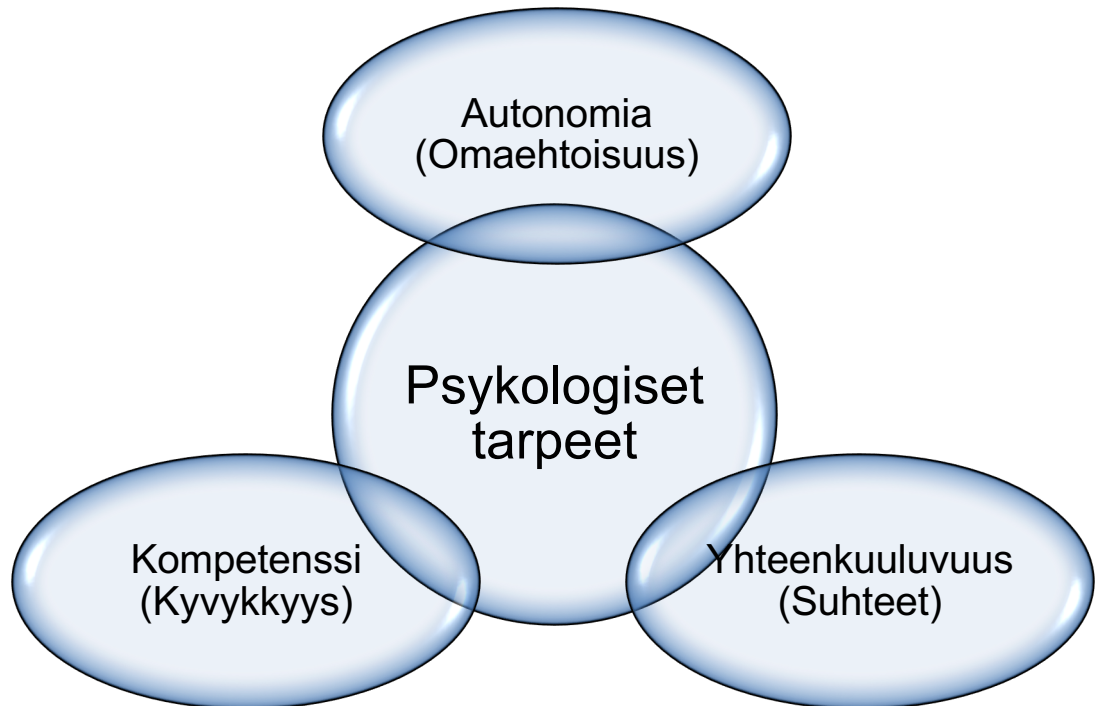 Autonomia
(Omaehtoisuus)
Psykologiset
tarpeet
Kompetenssi
(Kyvykkyys)
Yhteenkuuluvuus
(Suhteet)